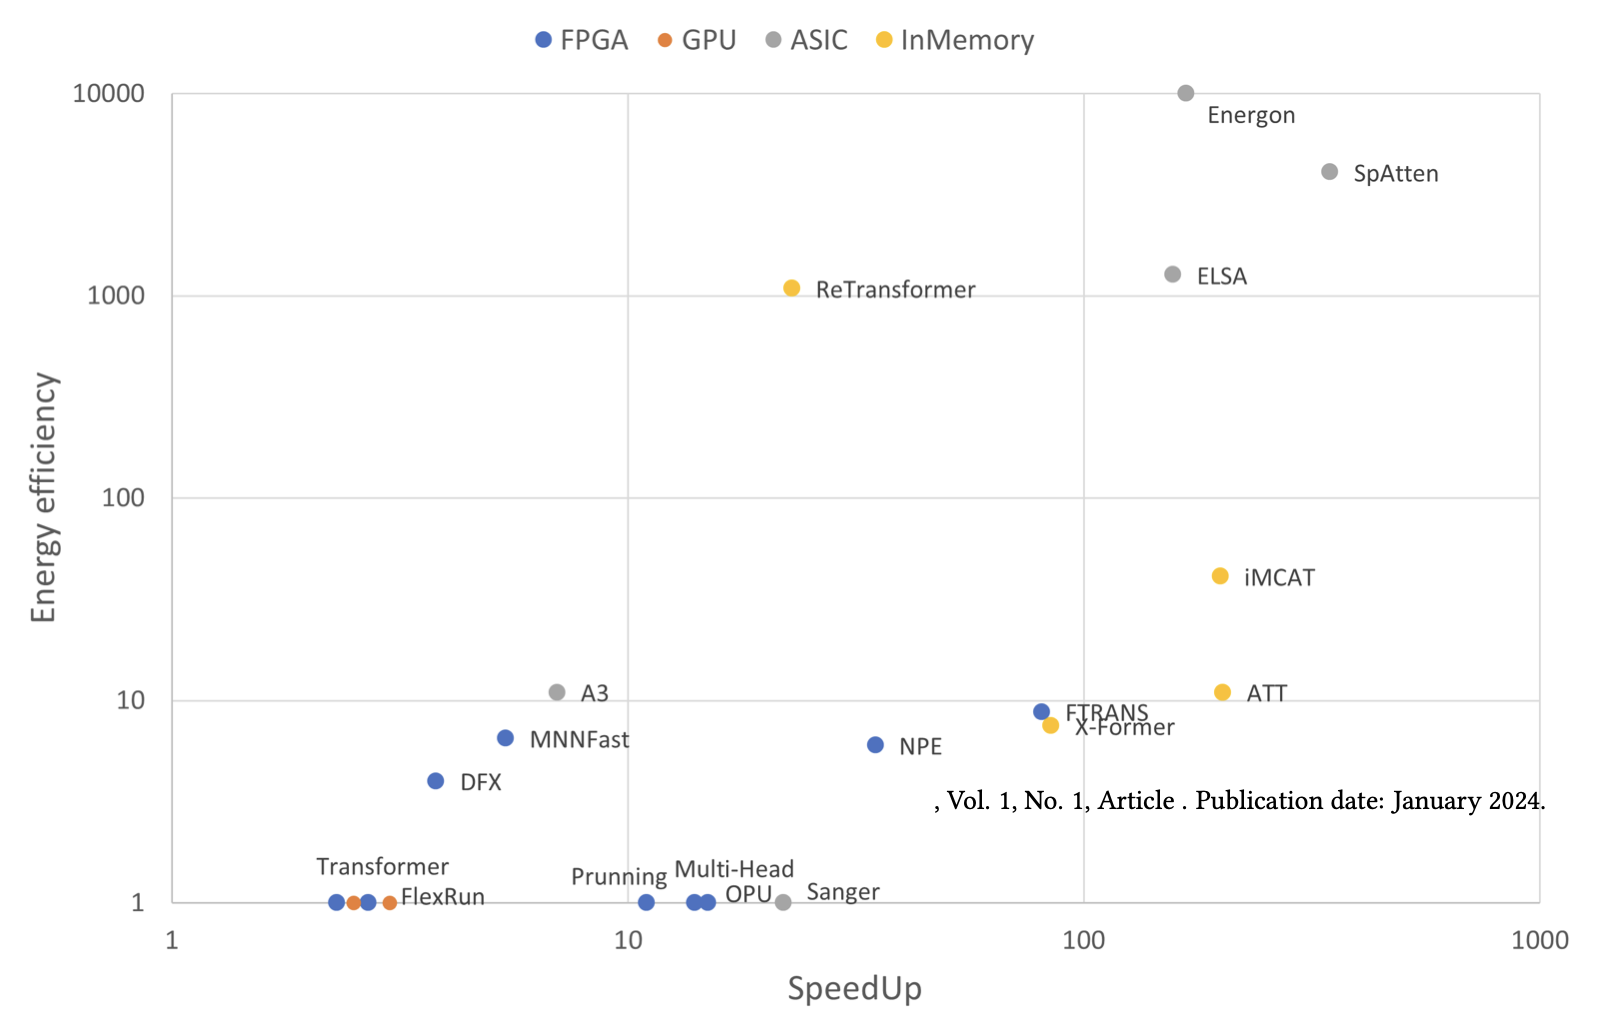 FPGA GPU ASIC InMemory
10000
Energon
SpAtten
ELSA
1000
ReTransformer
Energy efficiency
100
iMCAT
10
A3
ATT
FTRANS
X-Former
MNNFast
NPE
DFX
, Vol. 1, No. 1, Article . Publication date: January 2024.
Transformer
Prunning
Multi-Head
FlexRun
OPU
Sanger
1
1 10 100 1000
SpeedUp